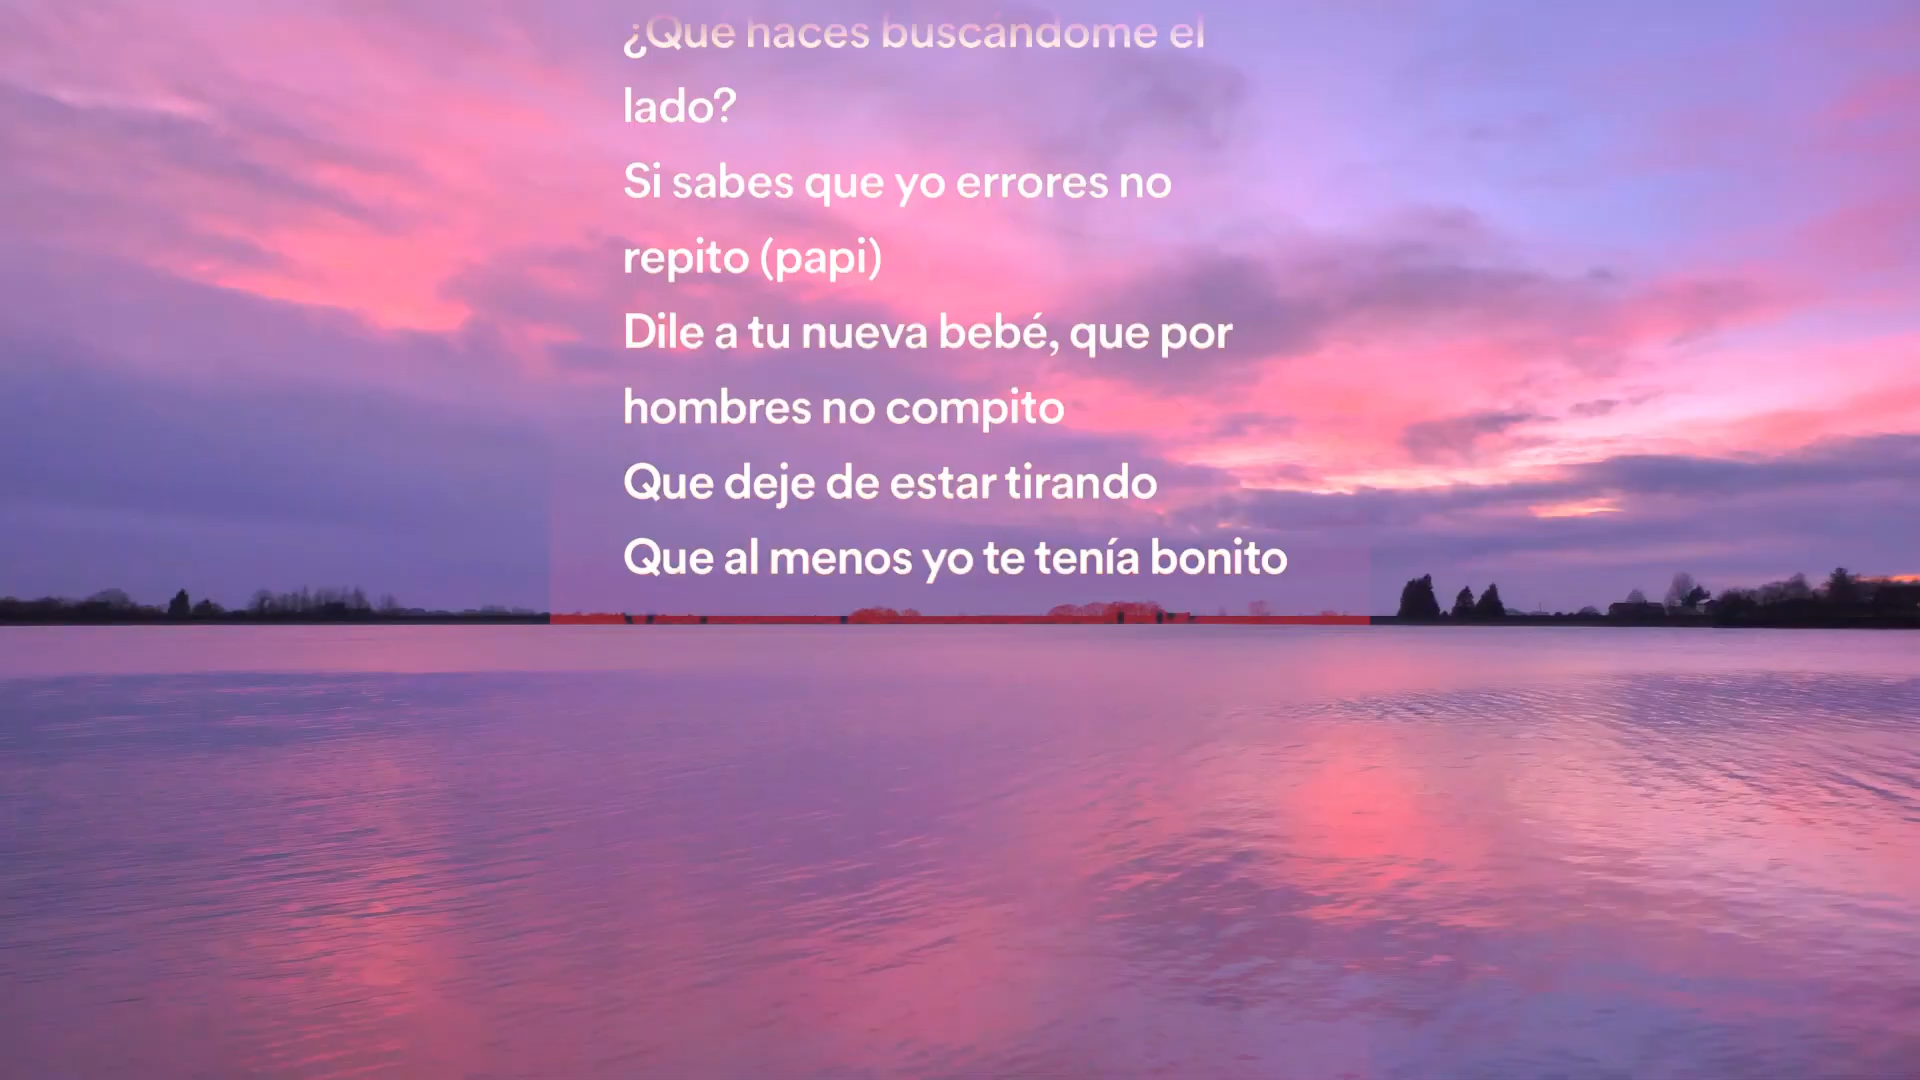 ¿Que haces buscándome el
lado?
Si sabes que yo errores no
repito (papi)
Dile a tu nueva bebé, que por
hombres no compito
Que deje de estar tirando
Que al menos yo te tenía bonito